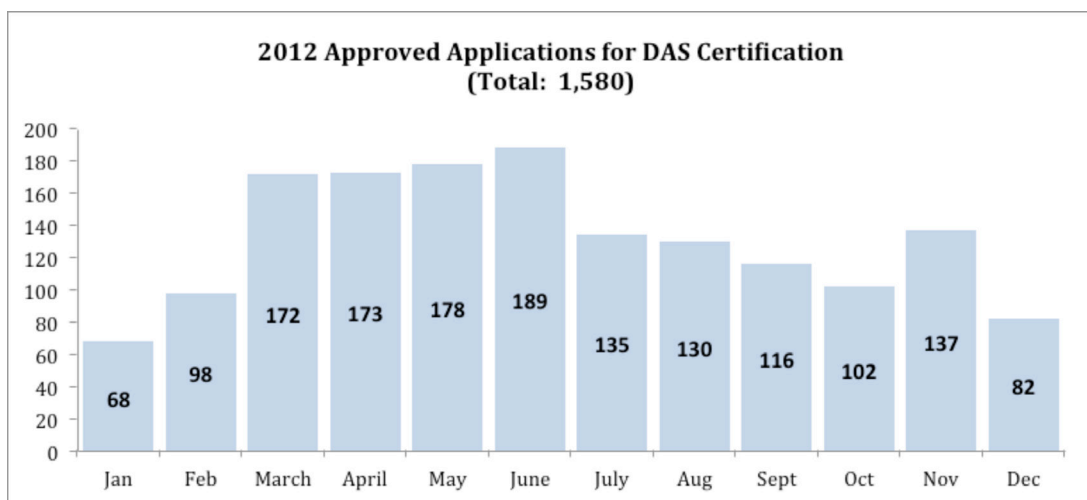 2012 Approved Applications for DAS Certification
(Total: 1,580)
200
180
160
140
120
100
80
60
40
20
0
68
98
172
173
178
189
135
130
116
102
137
82
Jan
Feb
March
April
May
June
July
Aug
Sept
Oct
Nov
Dec